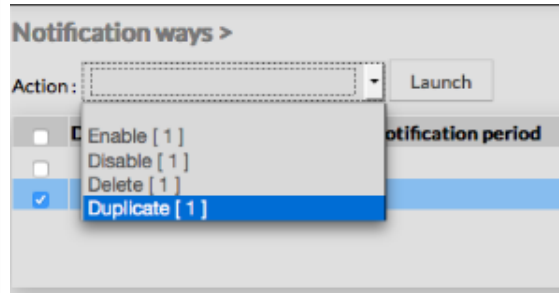 Notification ways >
Action :
Launch
D
otification period
Enable [ 1 ]
Disable [ 1 ]
Delete [ 1 ]
Duplicate [ 1 ]